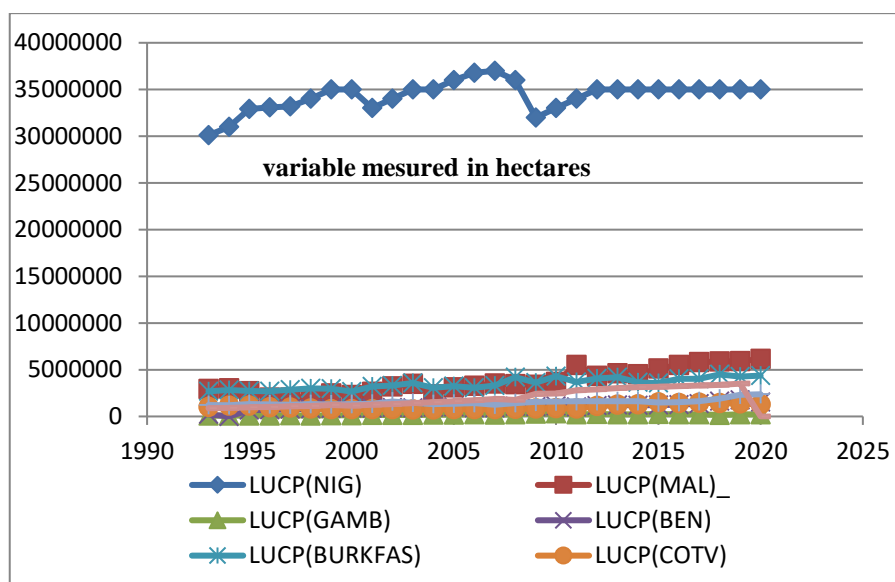 40000000
35000000
30000000
variable mesured in hectares
25000000
20000000
15000000
10000000
5000000
0
1990 1995 2000 2005 2010 2015 2020 2025
LUCP(NIG) LUCP(MAL)_
LUCP(GAMB) LUCP(BEN)
LUCP(BURKFAS) LUCP(COTV)